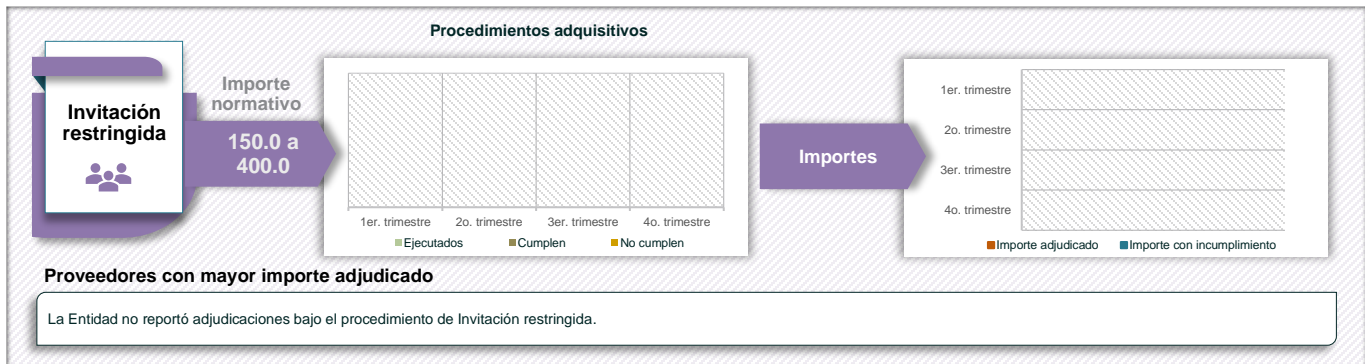 Procedimientos adquisitivos
Invitación
restringida
Importe
normativo
150.0 a
400.0
1er. trimestre
2o. trimestre
3er. trimestre
4o. trimestre
Ejecutados
Cumplen
No cumplen
Importes
1er. trimestre
2o. trimestre
3er. trimestre
4o. trimestre
Importe adjudicado
Importe con incumplimiento
Proveedores con mayor importe adjudicado
La Entidad no reportó adjudicaciones bajo el procedimiento de Invitación restringida.